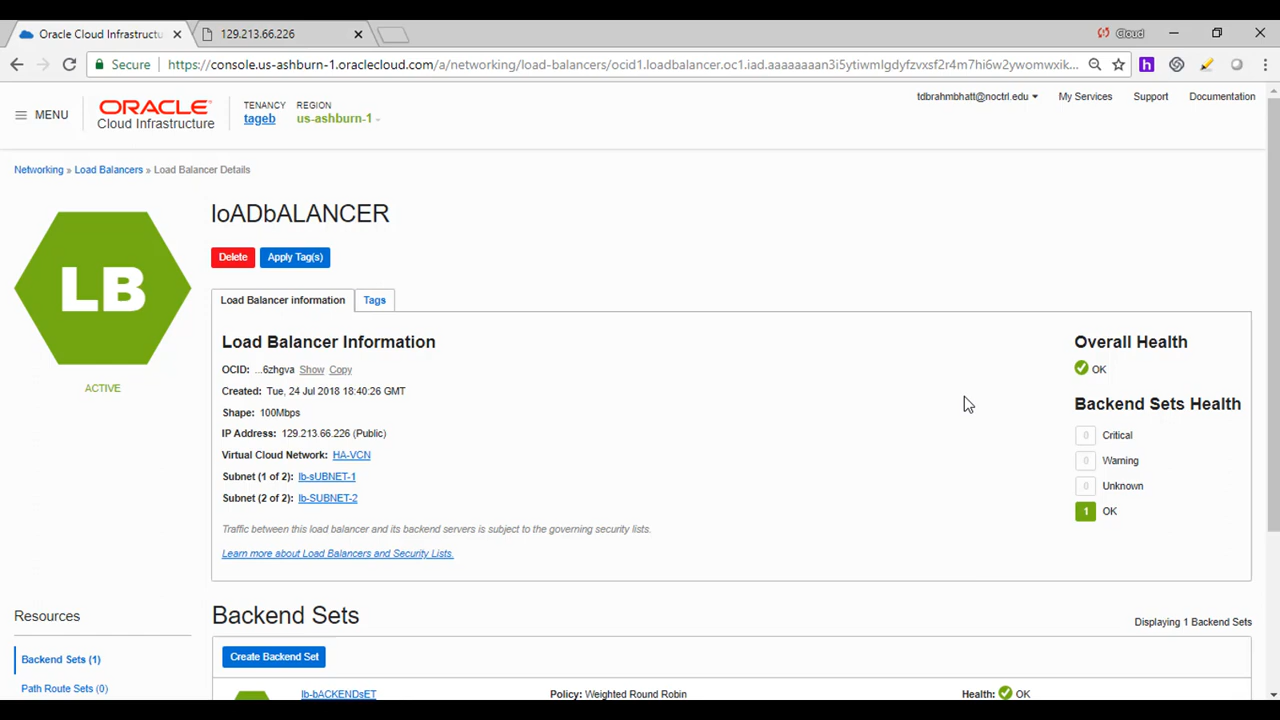 Oracle Cloud Infrastructu
129.213.66.226
Cloud
Secure
https://console.us-ashburn-1.oraclecloud.com/a/networking/load-balancers/ocid1.loadbalancer.oc1.iad.aaaaaaaan3i5ytiwmlgdyfzvxsf2r4m7hi6w2ywomwxik...
MENU
ORACLE
Cloud Infrastructure
TENANCY
tageb
REGION
us-ashburn-1
tdbrahmbhatt@noctrl.edu
My Services
Support
Documentation
Networking » Load Balancers » Load Balancer Details
LB
ACTIVE
loADbALANCER
Delete
Apply Tag(s)
Load Balancer information
Tags
Load Balancer Information
OCID: ...6zhgva Show Copy
Created: Tue, 24 Jul 2018 18:40:26 GMT
Shape: 100Mbps
IP Address: 129.213.66.226 (Public)
Virtual Cloud Network: HA-VCN
Subnet (1 of 2): lb-sUBNET-1
Subnet (2 of 2): lb-SUBNET-2
Traffic between this load balancer and its backend servers is subject to the governing security lists.
Learn more about Load Balancers and Security Lists.
Overall Health
OK
Backend Sets Health
0 Critical
0 Warning
0 Unknown
1 OK
Resources
Backend Sets (1)
Path Route Sets (0)
Backend Sets
Displaying 1 Backend Sets
Create Backend Set
lb-bACKENDsET
Policy: Weighted Round Robin
Health: OK